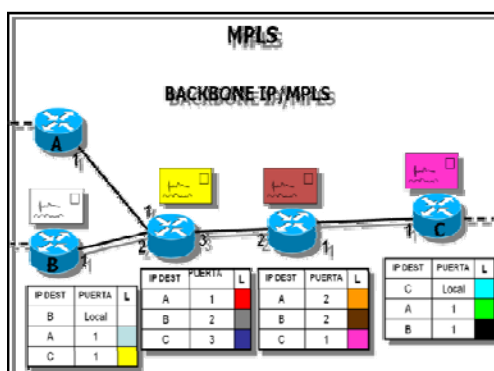 MPLS
BACKBONE IP/MPLS
A
1
B
1
1
2
3
2
1
1
C
IP DEST PUERTA L
B Local
A 1
C 1
IP DEST PUERTA L
A 1
B 2
C 3
IP DEST PUERTA L
A 2
B 2
C 1
IP DEST PUERTA L
C Local
A 1
B 1